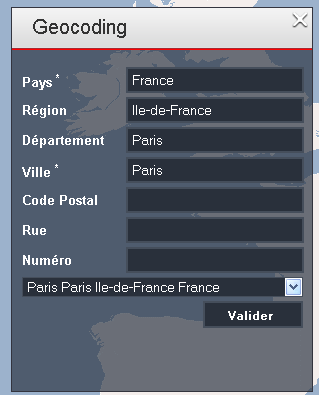 Geocoding
Pays * France
Région Ile-de-France
Département Paris
Ville * Paris
Code Postal
Rue
Numéro
Paris Paris Ile-de-France France
Valider